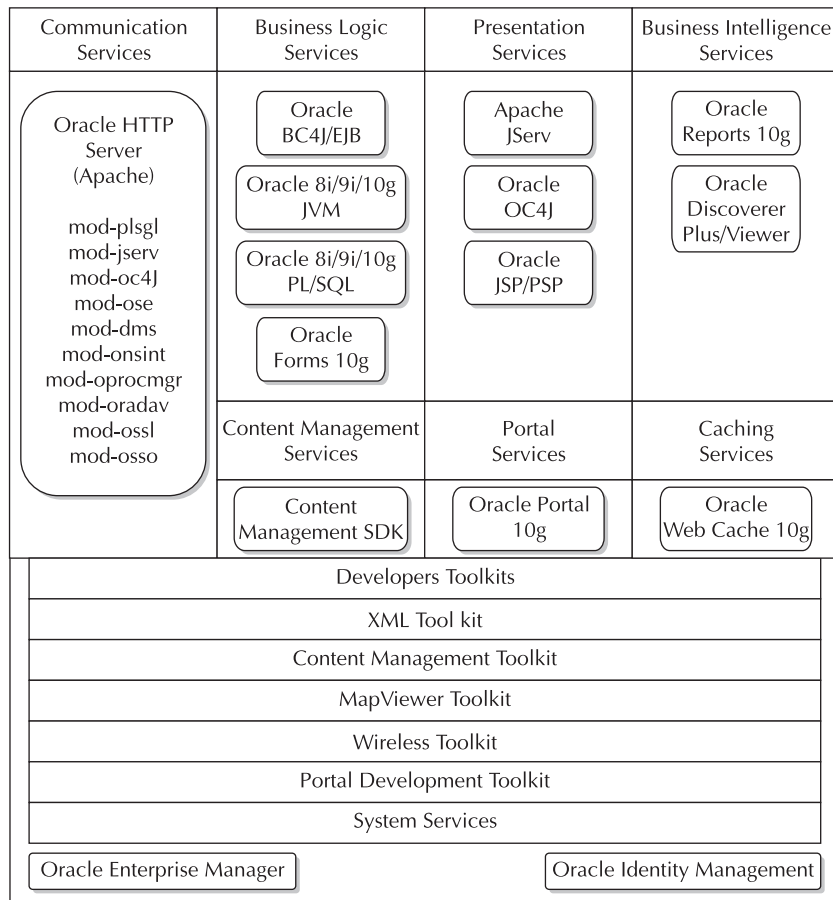 Communication
Services
Business Logic
Services
Presentation
Services
Business Intelligence
Services
Oracle HTTP
Server
(Apache)
mod-plsgl
mod-jserv
mod-oc4J
mod-ose
mod-dms
mod-onsint
mod-oprocmgr
mod-oradav
mod-ossl
mod-osso
Oracle
BC4J/EJB
Oracle 8i/9i/10g
JVM
Oracle 8i/9i/10g
PL/SQL
Oracle
Forms 10g
Apache
JServ
Oracle
OC4J
Oracle
JSP/PSP
Oracle
Reports 10g
Oracle
Discoverer
Plus/Viewer
Content Management
Services
Portal
Services
Caching
Services
Content
Management SDK
Oracle Portal
10g
Oracle
Web Cache 10g
Developers Toolkits
XML Tool kit
Content Management Toolkit
MapViewer Toolkit
Wireless Toolkit
Portal Development Toolkit
System Services
Oracle Enterprise Manager
Oracle Identity Management